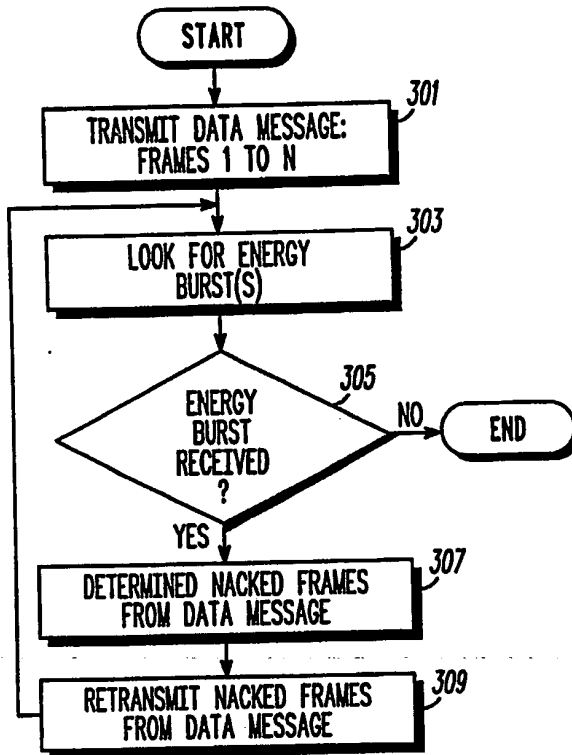 START
301
TRANSMIT DATA MESSAGE:
FRAMES 1 TO N
303
LOOK FOR ENERGY
BURST(S)
305
ENERGY
BURST
RECEIVED
?
NO
END
YES
307
DETERMINED NACKED FRAMES
FROM DATA MESSAGE
309
RETRANSMIT NACKED FRAMES
FROM DATA MESSAGE